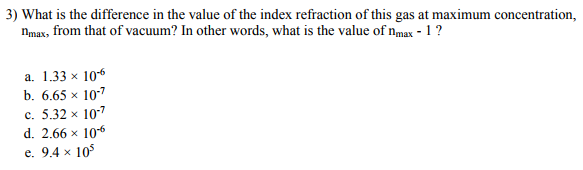 3) What is the difference in the value of the index refraction of this gas at maximum concentration,
nmax, from that of vacuum? In other words, what is the value of nmax - 1 ?
a. 1.33 × 10-6
b. 6.65 × 10-7
c. 5.32 × 10-7
d. 2.66 × 10-6
e. 9.4 × 105